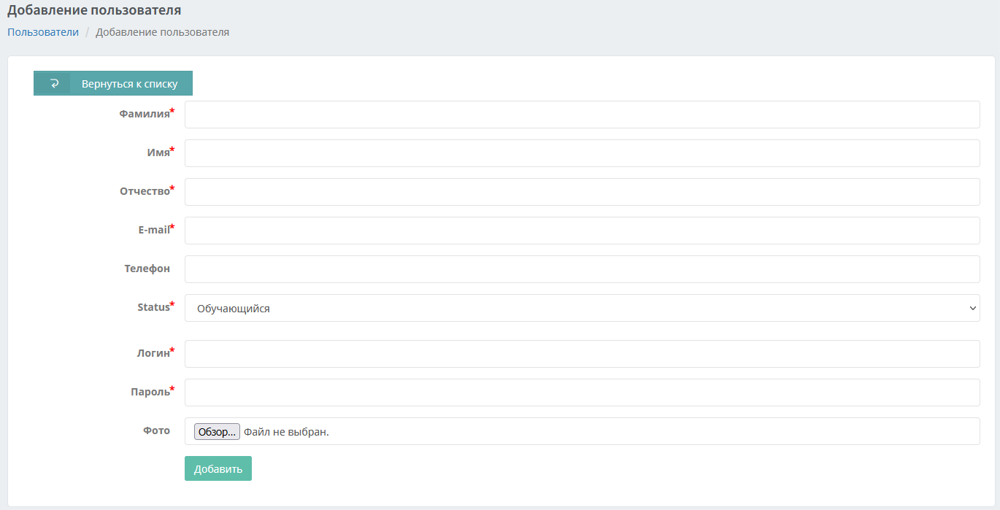 Добавление пользователя
Пользователи / Добавление пользователя
Вернуться к списку
Фамилия*
Имя*
Отчество*
E-mail*
Телефон
Status* Обучающийся
Логин*
Пароль*
Фото Обзор... Файл не выбран.
Добавить